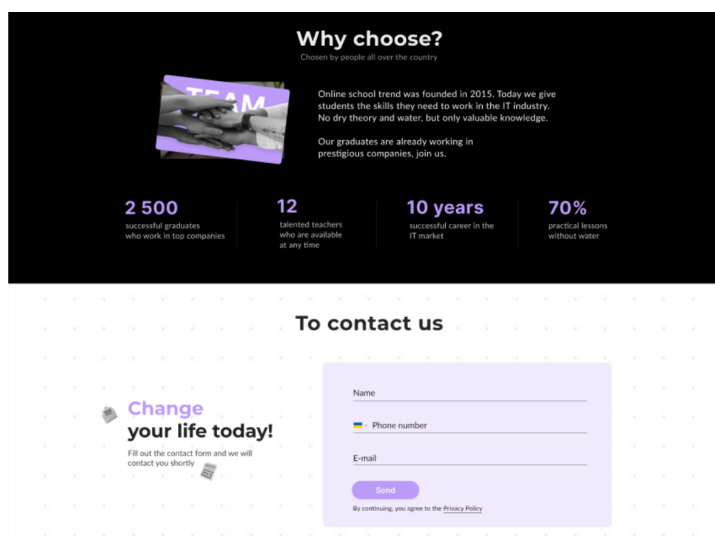 Why choose?
Chosen by people all over the country
TEAM
Online school trend was founded in 2015. Today we give
students the skills they need to work in the IT industry.
No dry theory and water, but only valuable knowledge.
Our graduates are already working in
prestigious companies, join us.
2 500
successful graduates
who work in top companies
12
talented teachers
who are available
at any time
10 years
successful career in the
IT market
70%
practical lessons
without water
To contact us
Change
your life today!
Fill out the contact form and we will
contact you shortly
Name
Phone number
E-mail
Send
By continuing, you agree to the Privacy Policy